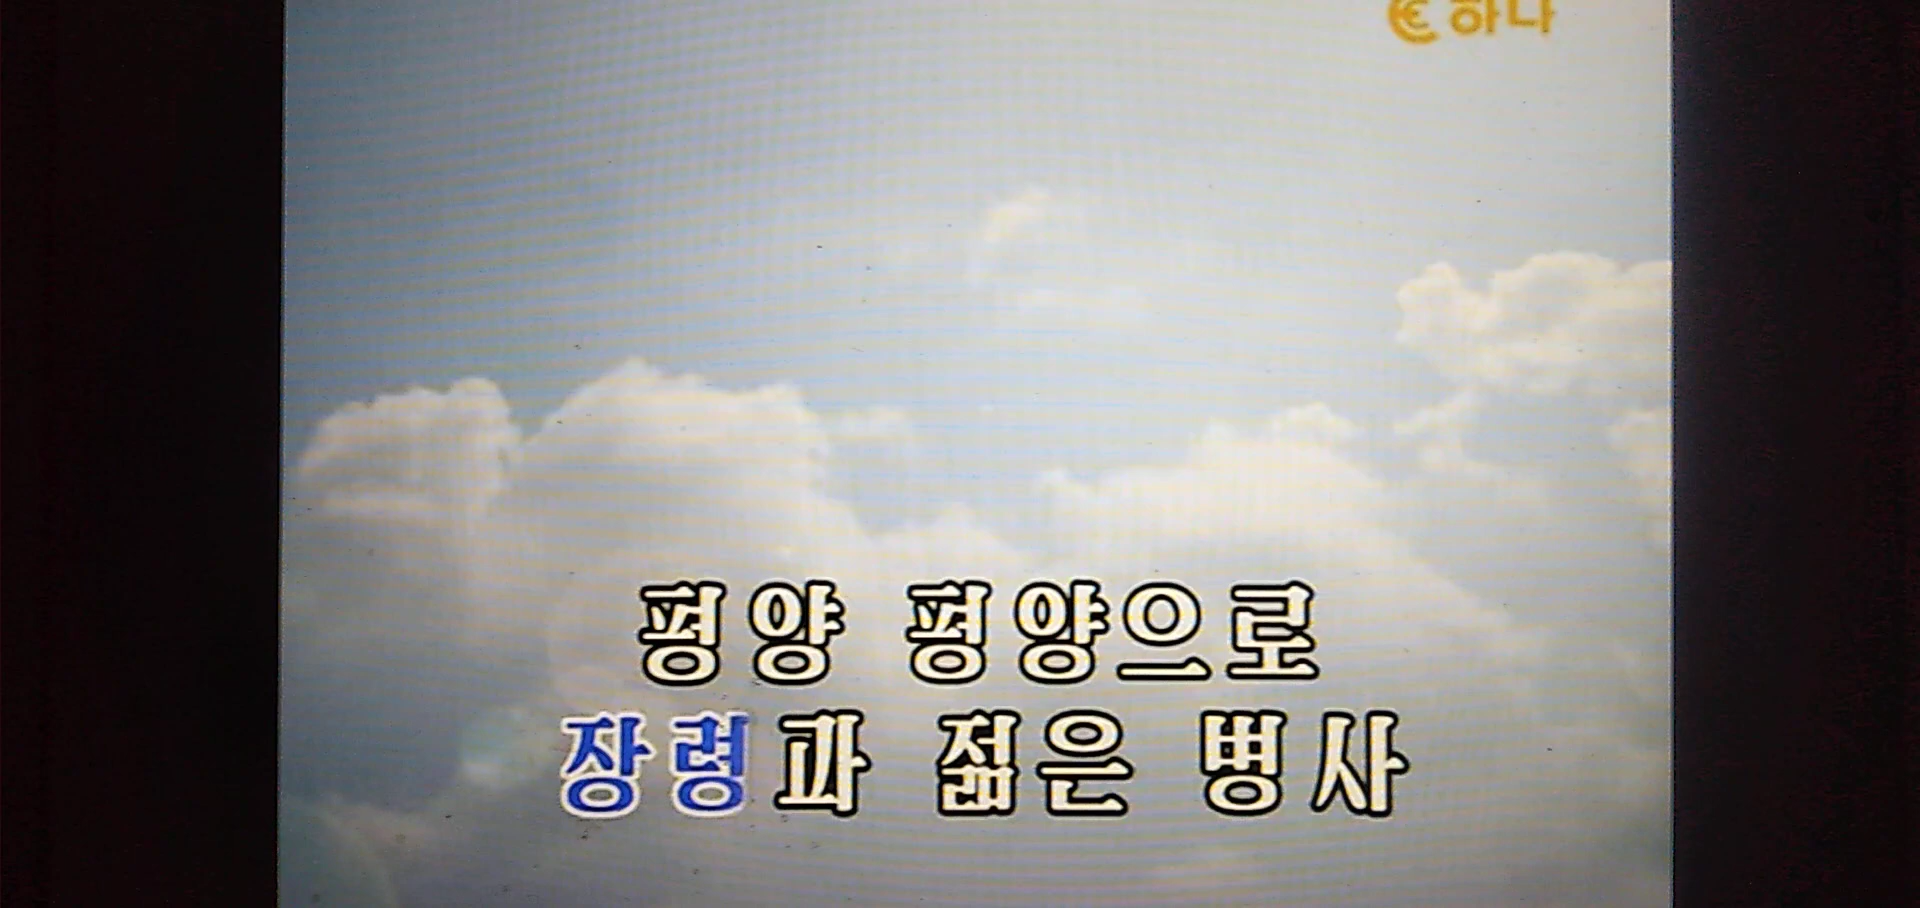 하나
평양 평양으로
장령과 젊은 병사